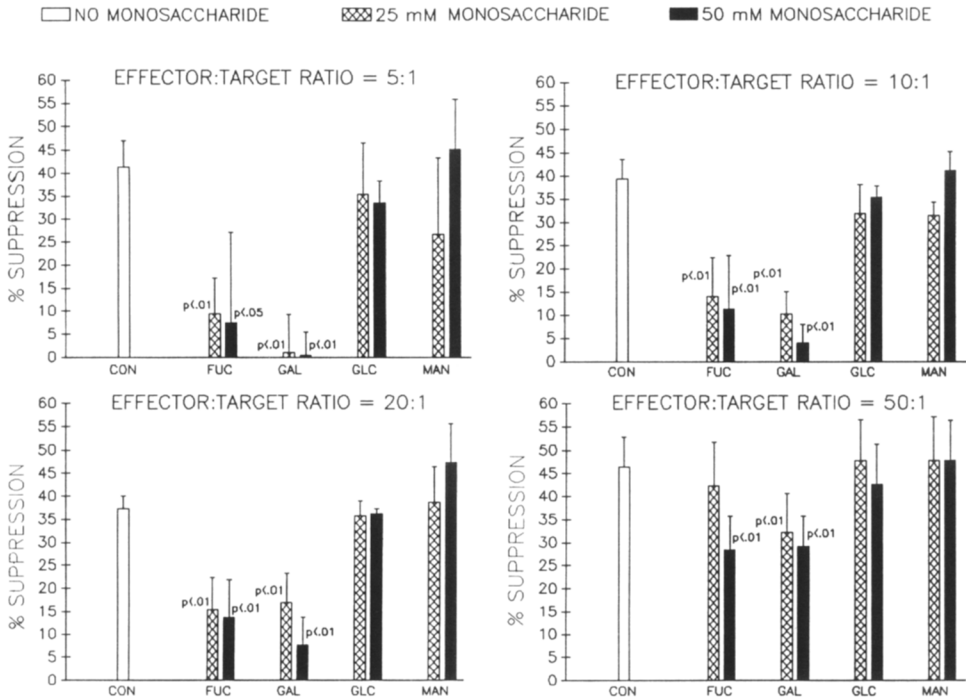 NO MONOSACCHARIDE 25 mM MONOSACCHARIDE 50 mM MONOSACCHARIDE
EFFECTOR:TARGET RATIO = 5:1
% SUPPRESSION
60
55
50
45
40
35
30
25
20
15
10
5
0
p<.01
p<.05
p<.01
p<.01
CON FUC GAL GLC MAN
EFFECTOR:TARGET RATIO = 10:1
% SUPPRESSION
60
55
50
45
40
35
30
25
20
15
10
5
0
p<.01
p<.01
p<.01
p<.01
CON FUC GAL GLC MAN
EFFECTOR:TARGET RATIO = 20:1
% SUPPRESSION
60
55
50
45
40
35
30
25
20
15
10
5
0
p<.01
p<.01
p<.01
p<.01
CON FUC GAL GLC MAN
EFFECTOR:TARGET RATIO = 50:1
% SUPPRESSION
60
55
50
45
40
35
30
25
20
15
10
5
0
p<.01
p<.01
p<.01
CON FUC GAL GLC MAN